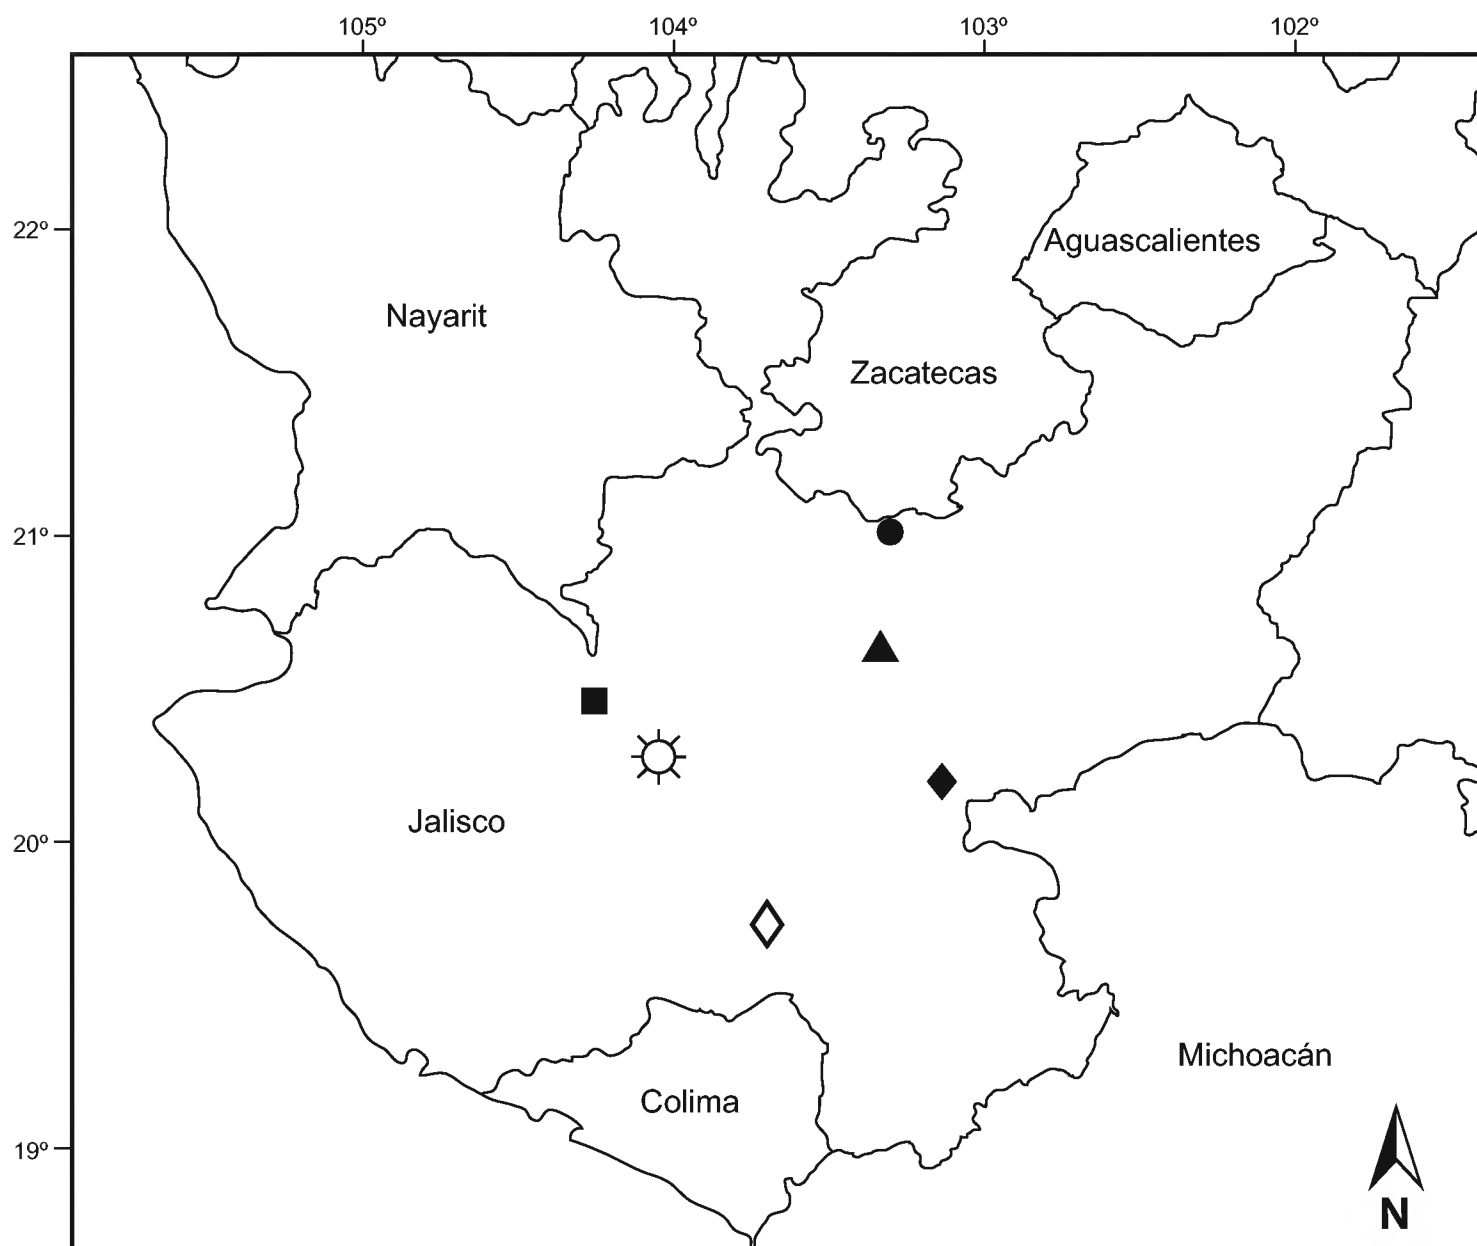 105º 104º 103º 102º
22º
Aguascalientes
Nayarit
Zacatecas
21º
Jalisco
20º
Michoacán
Colima
19º
N